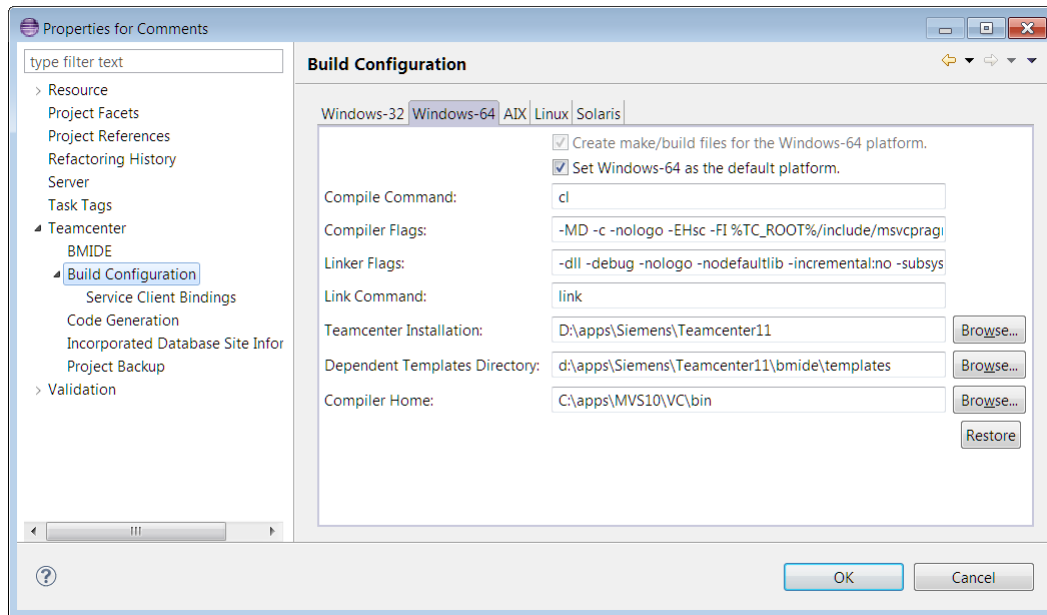 Properties for Comments
type filter text
Resource
Project Facets
Project References
Refactoring History
Server
Task Tags
Teamcenter
BMIDE
Build Configuration
Service Client Bindings
Code Generation
Incorporated Database Site Infor
Project Backup
Validation
Build Configuration
Windows-32 Windows-64 AIX Linux Solaris
Create make/build files for the Windows-64 platform.
Set Windows-64 as the default platform.
Compile Command: cl
Compiler Flags: -MD -c -nologo -EHsc -FI %TC_ROOT%/include/msvcpragi
Linker Flags: -dll -debug -nologo -nodefaultlib -incremental:no -subsys
Link Command: link
Teamcenter Installation: D:\apps\Siemens\Teamcenter11 Browse...
Dependent Templates Directory: d:\apps\Siemens\Teamcenter11\bmide\templates Browse...
Compiler Home: C:\apps\MVS10\VC\bin Browse...
Restore
OK Cancel